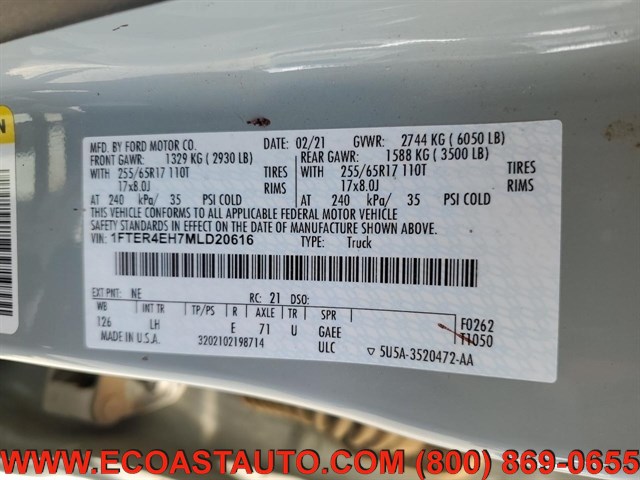 MFD. BY FORD MOTOR CO. DATE: 02/21 GVWR: 2744 KG ( 6050 LB)
FRONT GAWR: 1329 KG ( 2930 LB) REAR GAWR: 1588 KG ( 3500 LB)
WITH 255/65R17 110T TIRES WITH 255/65R17 110T TIRES
17x8.0J RIMS 17x8.0J RIMS
AT 240 kPa/ 35 PSI COLD AT 240 kPa/ 35 PSI COLD
THIS VEHICLE CONFORMS TO ALL APPLICABLE FEDERAL MOTOR VEHICLE
SAFETY STANDARDS IN EFFECT ON THE DATE OF MANUFACTURE SHOWN ABOVE.
VIN: 1FTER4EH7MLD20616 TYPE: Truck
EXT PNT: NE RC: 21 DSO:
WB INT TR TP/PS R AXLE TR SPR F0262
126 LH E 71 U GAEE T1050
MADE IN U.S.A. 3202102198714 ULC ▽ 5U5A-3520472-AA
WWW.ECOASTAUTO.COM (800) 869-0655